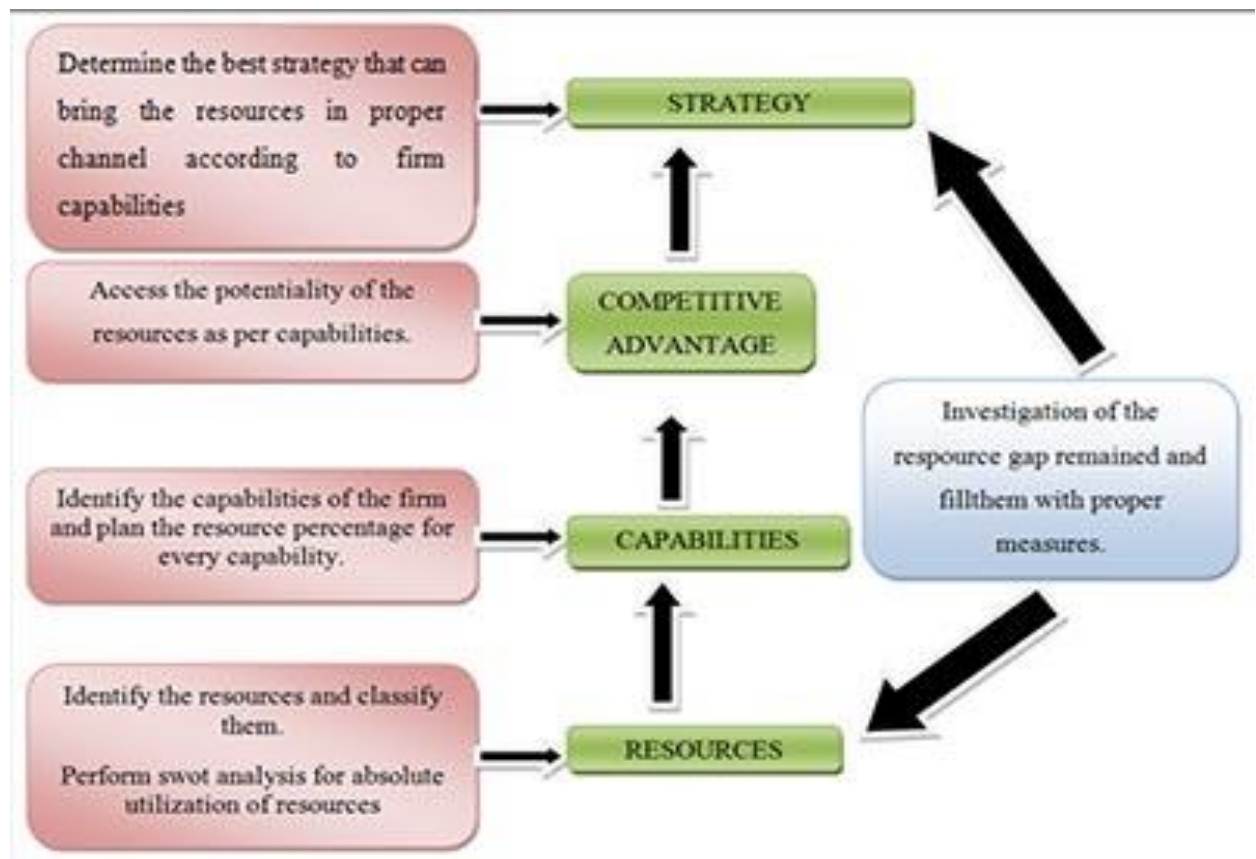 Determine the best strategy that can
bring the resources in proper
channel according to firm
capabilities
STRATEGY
Access the potentiality of the
resources as per capabilities.
COMPETITIVE
ADVANTAGE
Investigation of the
respource gap remained and
fillthem with proper
measures.
Identify the capabilities of the firm
and plan the resource percentage for
every capability.
CAPABILITIES
Identify the resources and classify
them.
Perform swot analysis for absolute
utilization of resources
RESOURCES